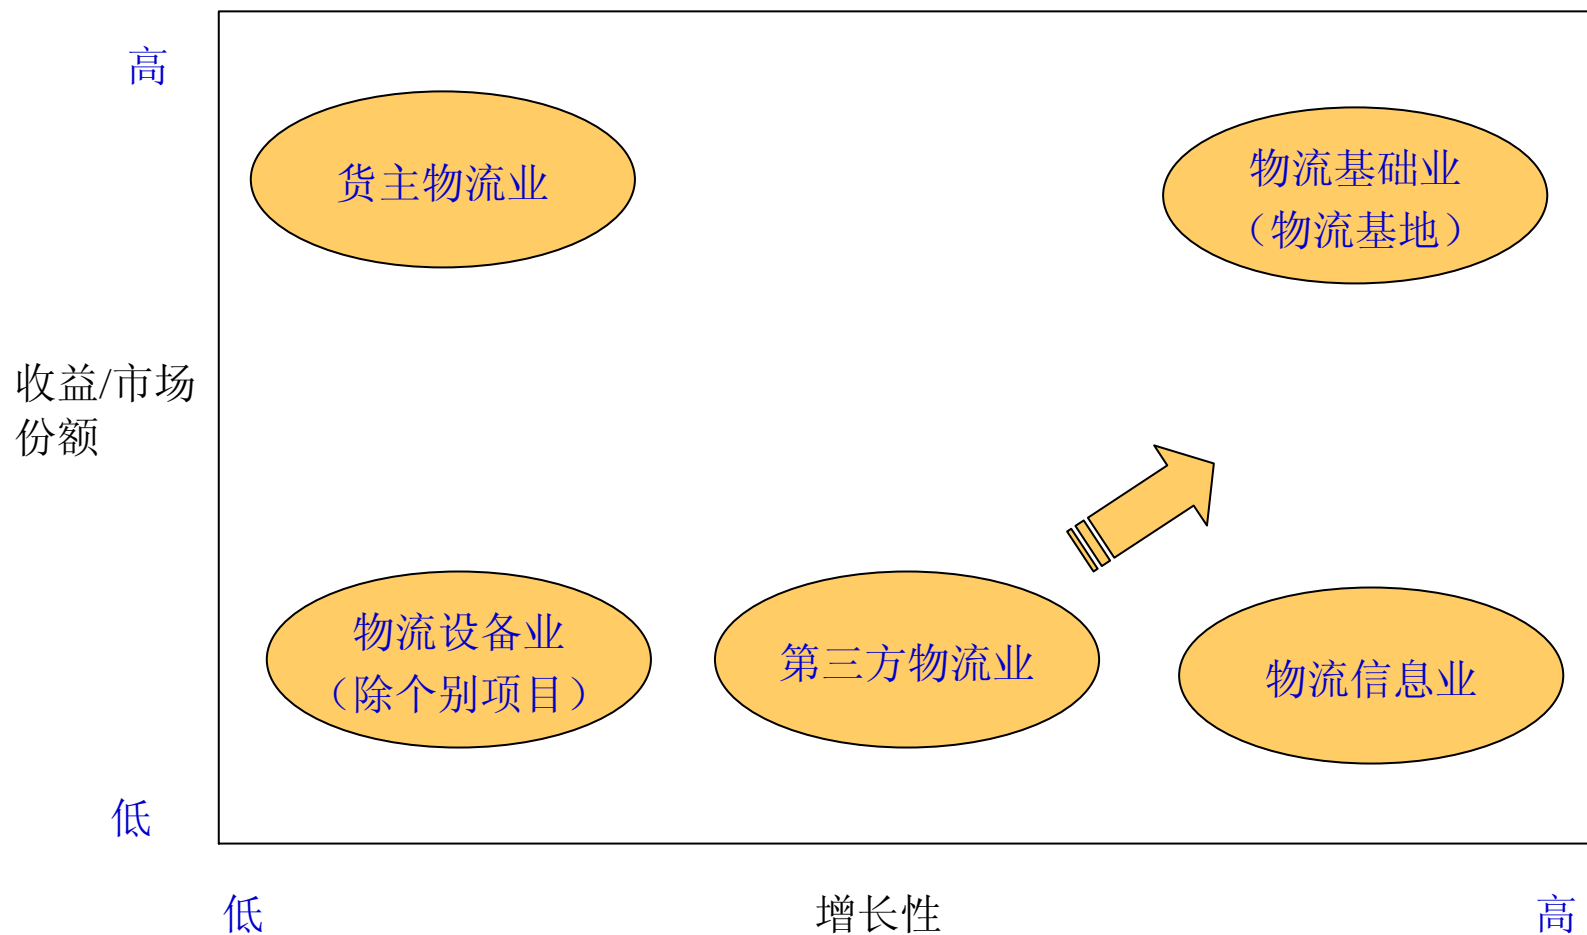 高
货主物流业
物流基础业
（物流基地）
收益/市场
份额
物流设备业
（除个别项目）
第三方物流业
物流信息业
低
低
增长性
高